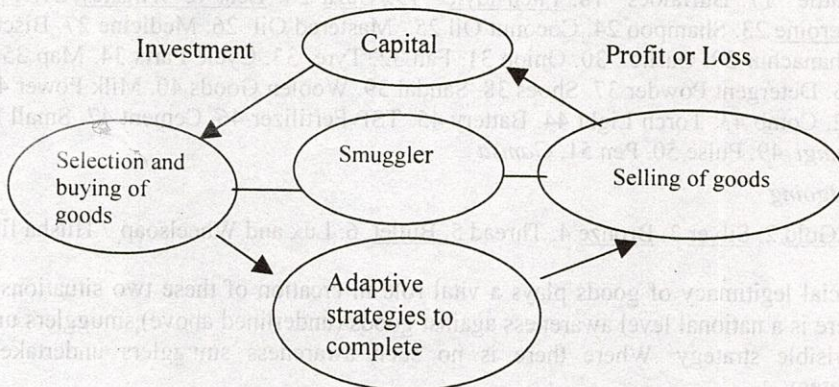 Investment
Capital
Profit or Loss
Selection and
buying of
goods
Smuggler
Selling of goods
Adaptive
strategies to
complete